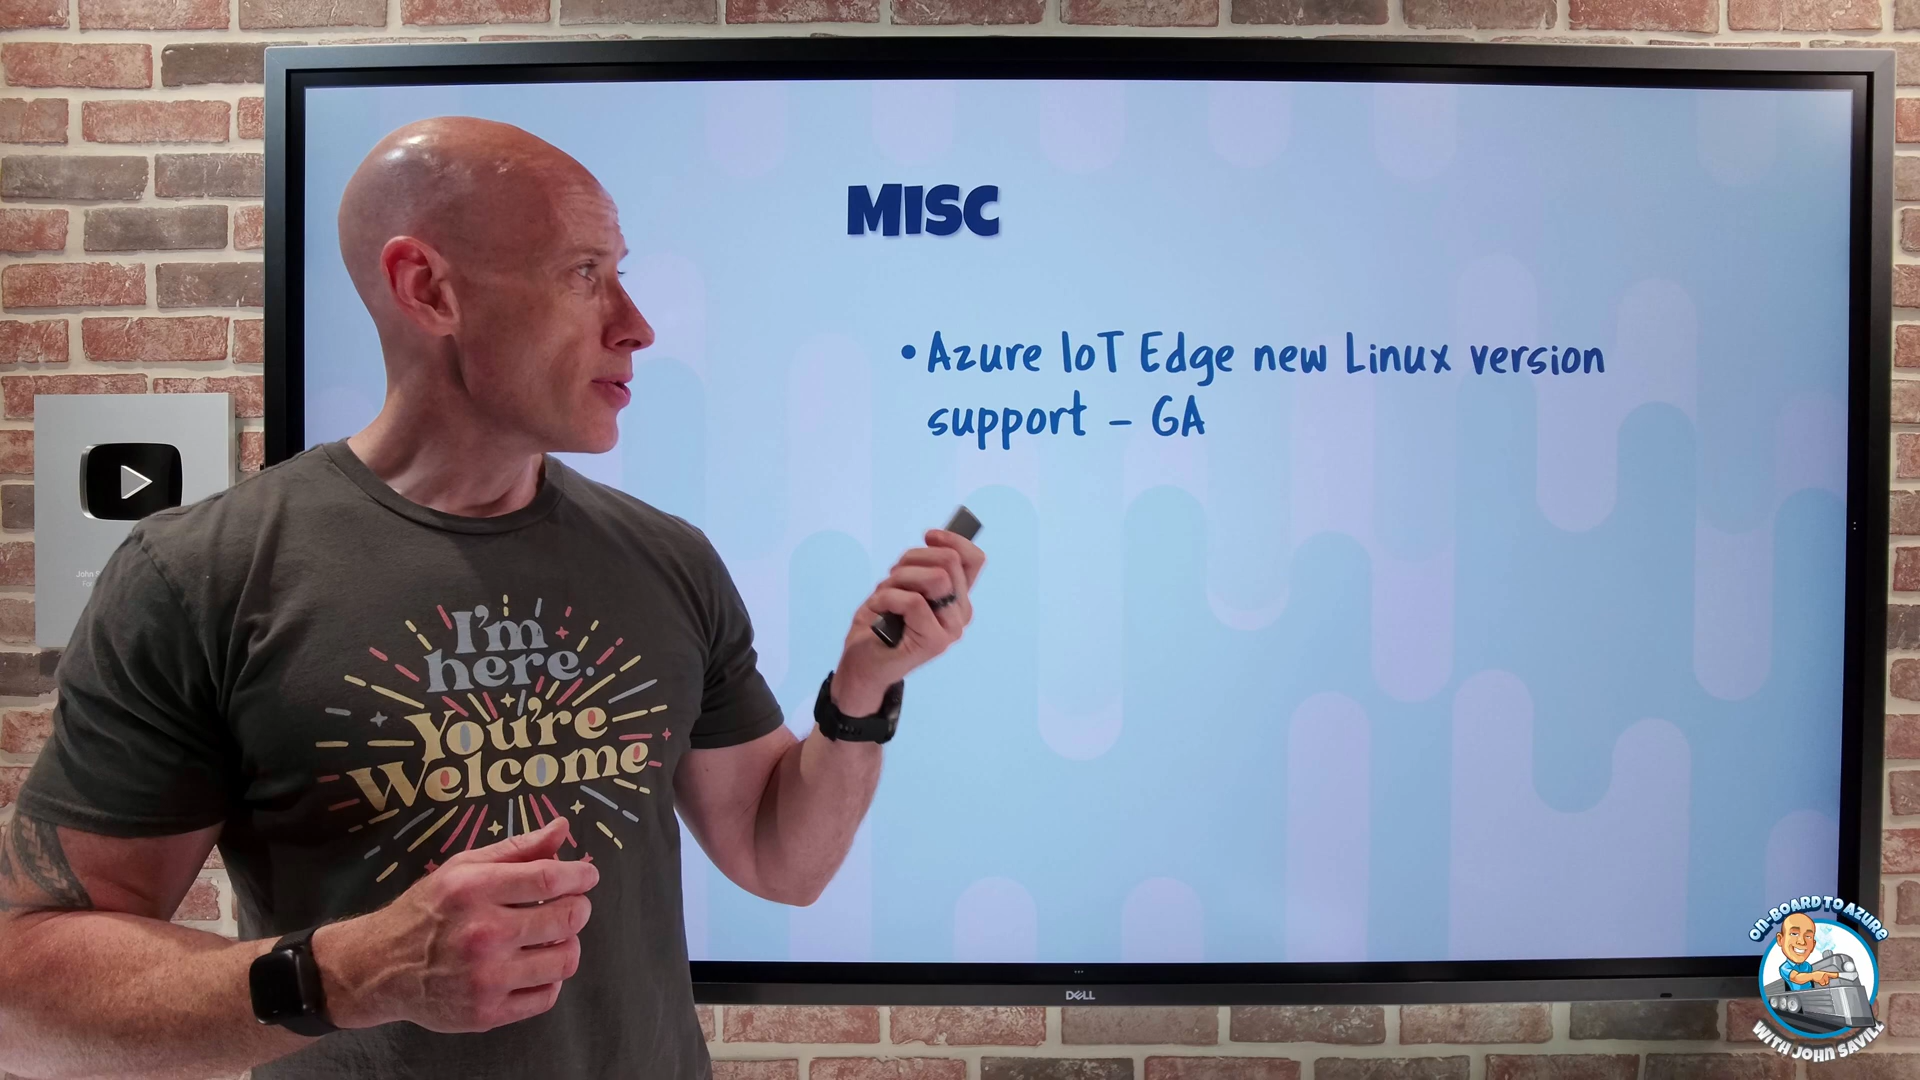 MISC
• Azure IoT Edge new Linux version
support – GA
I'm
here.
You're
Welcome
DELL
ON-BOARD TO AZURE
WITH JOHN SAVILL